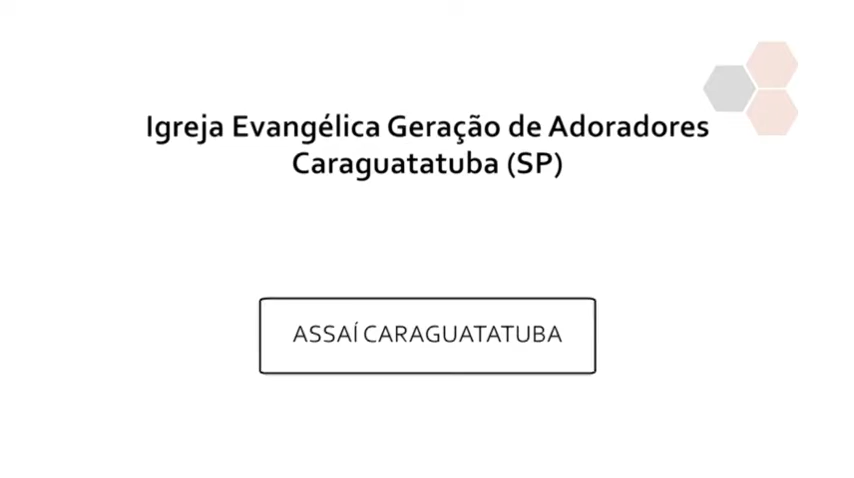 Igreja Evangélica Geração de Adoradores
Caraguatatuba (SP)
ASSAÍ CARAGUATATUBA